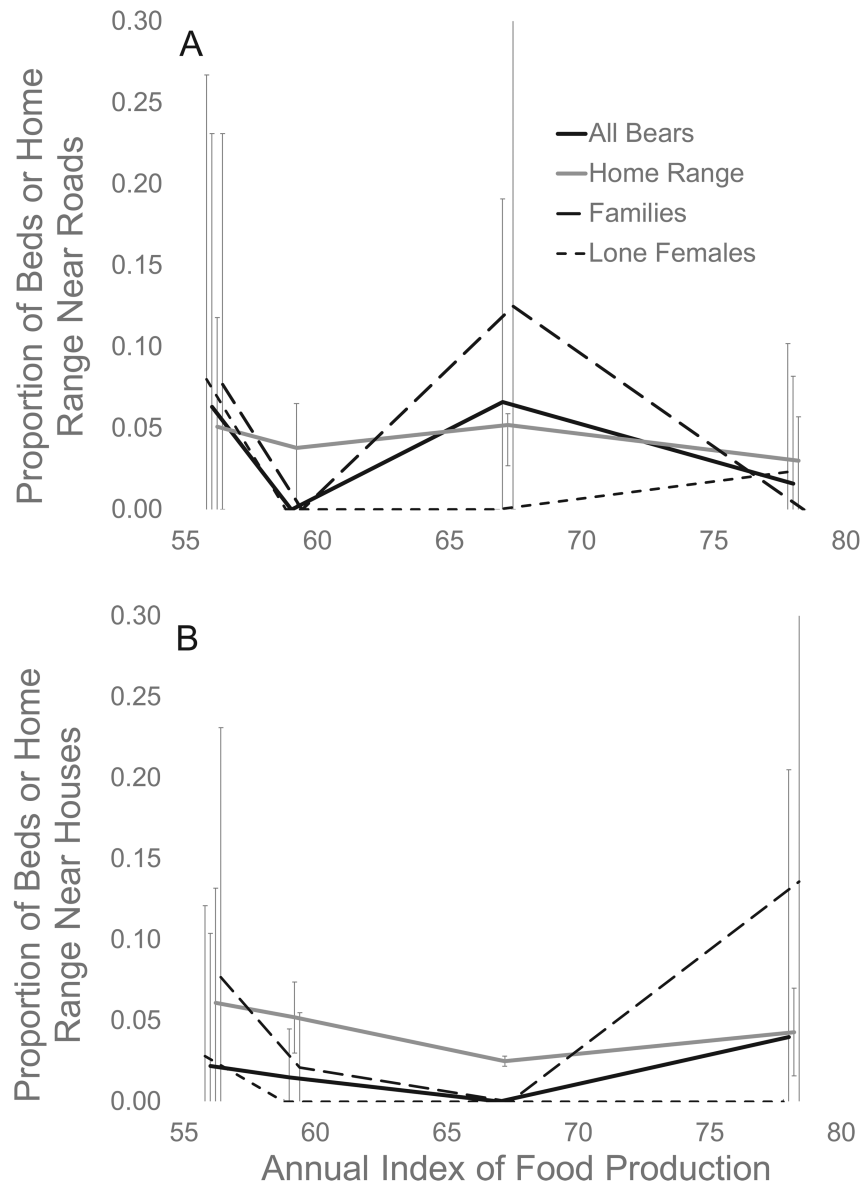 A
Proportion of Beds or Home
Range Near Roads
0.30
0.25
0.20
0.15
0.10
0.05
0.00
All Bears
Home Range
Families
Lone Females
55 60 65 70 75 80
B
Proportion of Beds or Home
Range Near Houses
0.30
0.25
0.20
0.15
0.10
0.05
0.00
55 60 65 70 75 80
Annual Index of Food Production